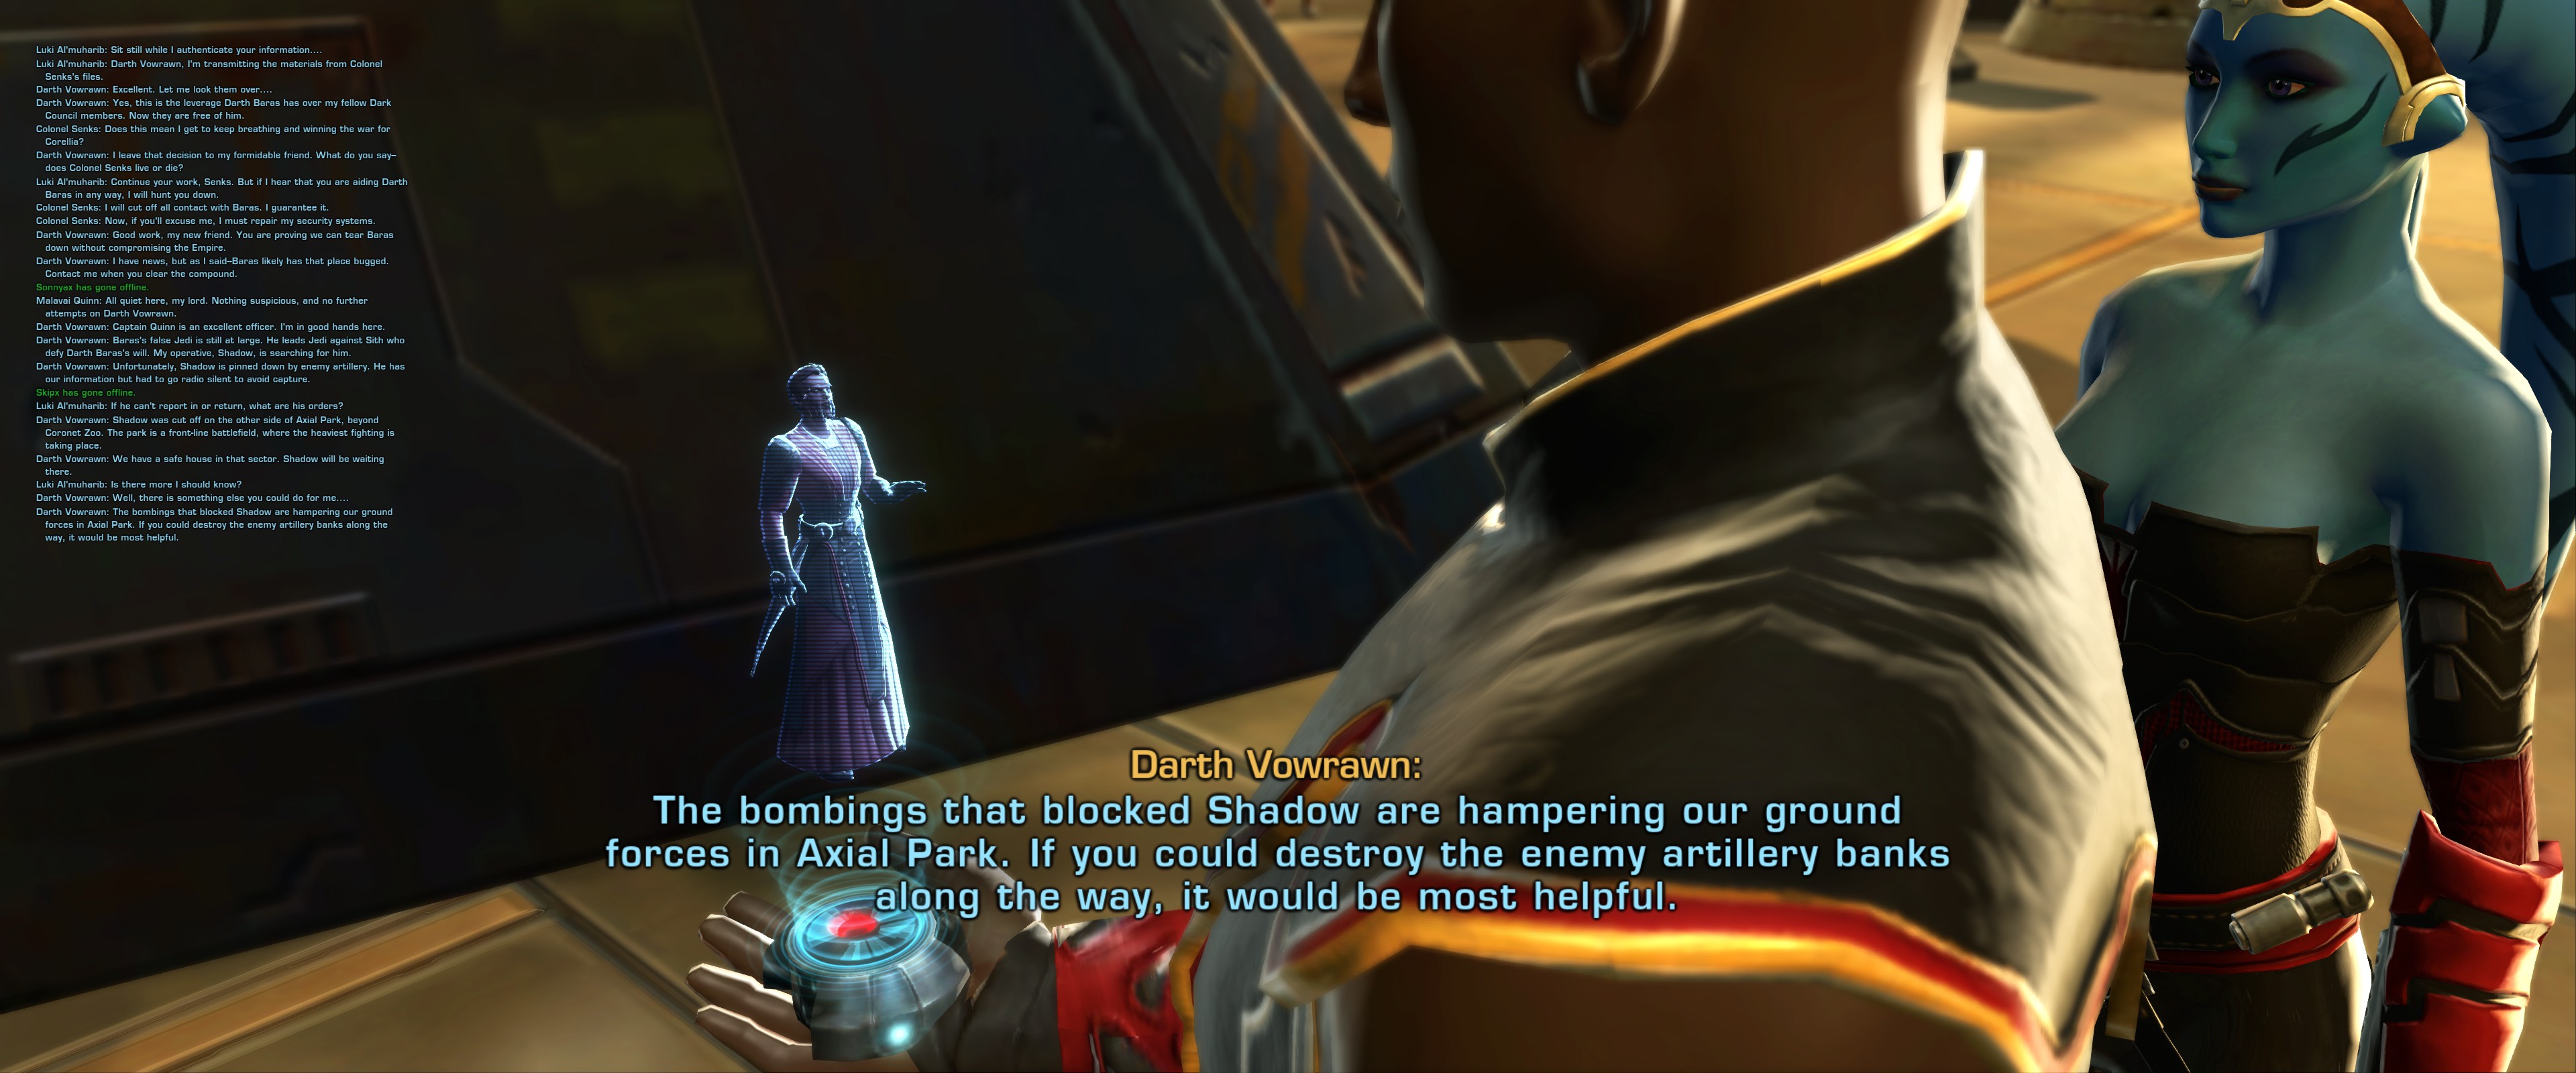 Luki Al'muharib: Sit still while I authenticate your information....
Luki Al'muharib: Darth Vowrawn, I'm transmitting the materials from Colonel
Senks's files.
Darth Vowrawn: Excellent. Let me look them over....
Darth Vowrawn: Yes, this is the leverage Darth Baras has over my fellow Dark
Council members. Now they are free of him.
Colonel Senks: Does this mean I get to keep breathing and winning the war for
Corellia?
Darth Vowrawn: I leave that decision to my formidable friend. What do you say–
does Colonel Senks live or die?
Luki Al'muharib: Continue your work, Senks. But if I hear that you are aiding Darth
Baras in any way, I will hunt you down.
Colonel Senks: I will cut off all contact with Baras. I guarantee it.
Colonel Senks: Now, if you'll excuse me, I must repair my security systems.
Darth Vowrawn: Good work, my new friend. You are proving we can tear Baras
down without compromising the Empire.
Darth Vowrawn: I have news, but as I said–Baras likely has that place bugged.
Contact me when you clear the compound.
Sonnyax has gone offline.
Malavai Quinn: All quiet here, my lord. Nothing suspicious, and no further
attempts on Darth Vowrawn.
Darth Vowrawn: Captain Quinn is an excellent officer. I'm in good hands here.
Darth Vowrawn: Baras's false Jedi is still at large. He leads Jedi against Sith who
defy Darth Baras's will. My operative, Shadow, is searching for him.
Darth Vowrawn: Unfortunately, Shadow is pinned down by enemy artillery. He has
our information but had to go radio silent to avoid capture.
Skipx has gone offline.
Luki Al'muharib: If he can't report in or return, what are his orders?
Darth Vowrawn: Shadow was cut off on the other side of Axial Park, beyond
Coronet Zoo. The park is a front-line battlefield, where the heaviest fighting is
taking place.
Darth Vowrawn: We have a safe house in that sector. Shadow will be waiting
there.
Luki Al'muharib: Is there more I should know?
Darth Vowrawn: Well, there is something else you could do for me....
Darth Vowrawn: The bombings that blocked Shadow are hampering our ground
forces in Axial Park. If you could destroy the enemy artillery banks along the
way, it would be most helpful.
Darth Vowrawn:
The bombings that blocked Shadow are hampering our ground
forces in Axial Park. If you could destroy the enemy artillery banks
along the way, it would be most helpful.